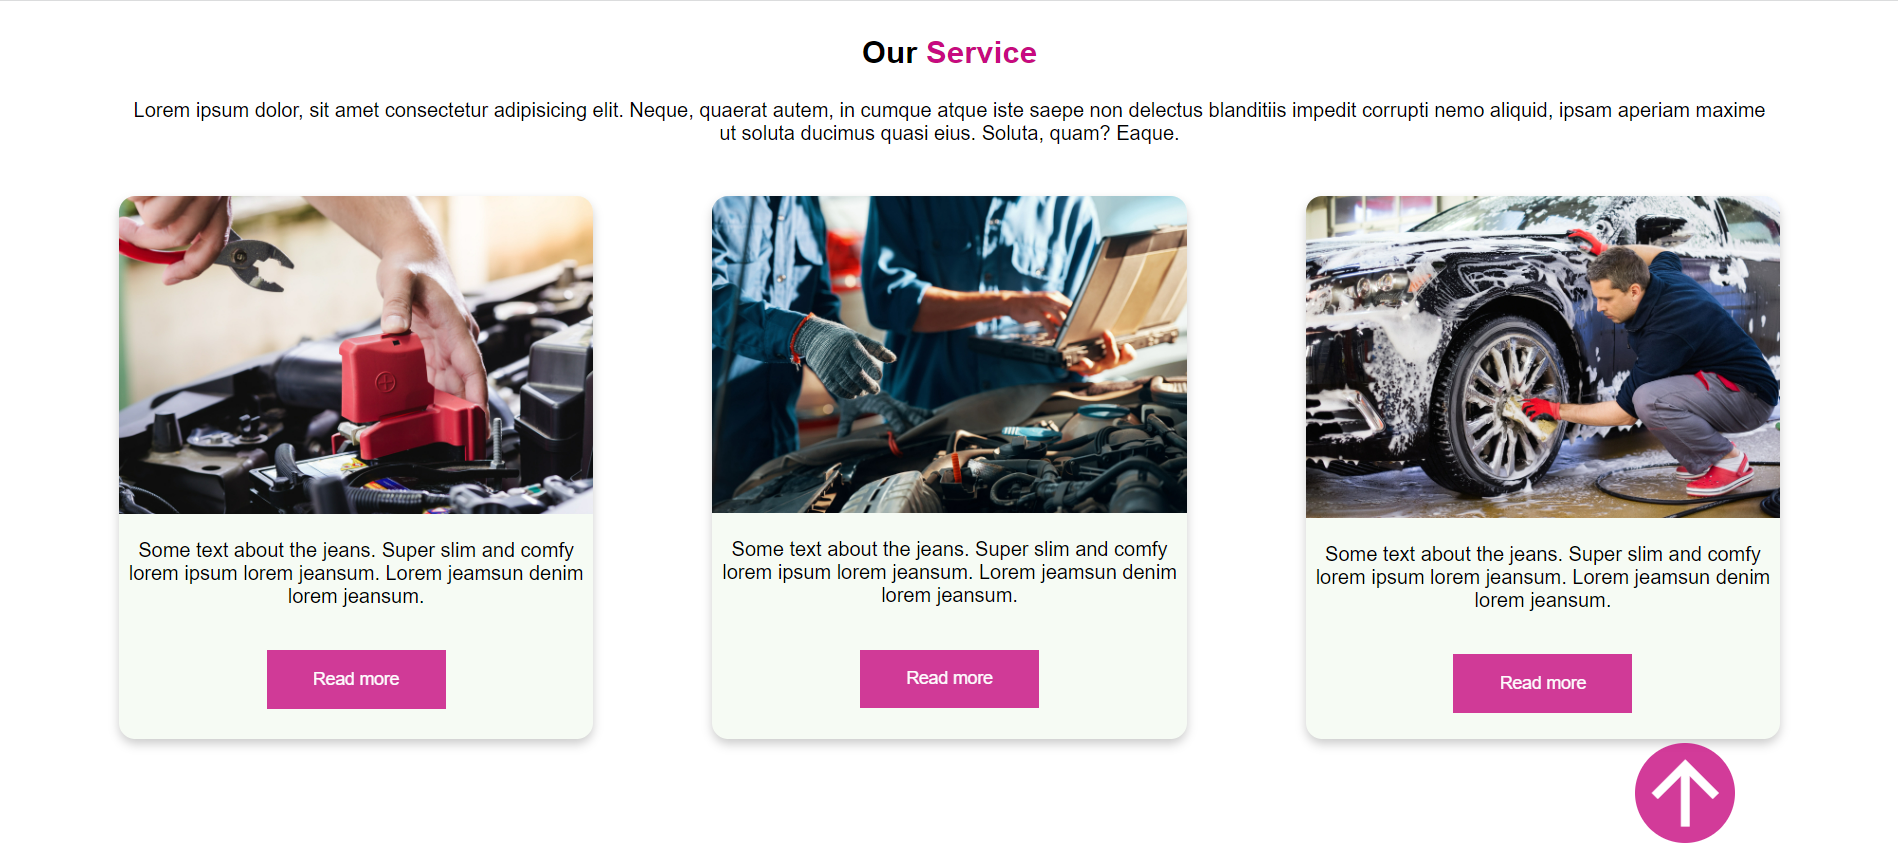 Our Service
Lorem ipsum dolor, sit amet consectetur adipisicing elit. Neque, quaerat autem, in cumque atque iste saepe non delectus blanditiis impedit corrupti nemo aliquid, ipsam aperiam maxime
ut soluta ducimus quasi eius. Soluta, quam? Eaque.
Some text about the jeans. Super slim and comfy
lorem ipsum lorem jeansum. Lorem jeamsun denim
lorem jeansum.
Read more
Some text about the jeans. Super slim and comfy
lorem ipsum lorem jeansum. Lorem jeamsun denim
lorem jeansum.
Read more
Some text about the jeans. Super slim and comfy
lorem ipsum lorem jeansum. Lorem jeamsun denim
lorem jeansum.
Read more